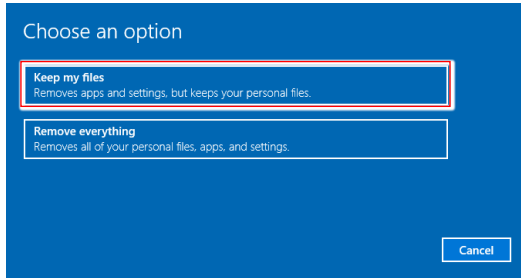 Choose an option
Keep my files
Removes apps and settings, but keeps your personal files.
Remove everything
Removes all of your personal files, apps, and settings.
Cancel